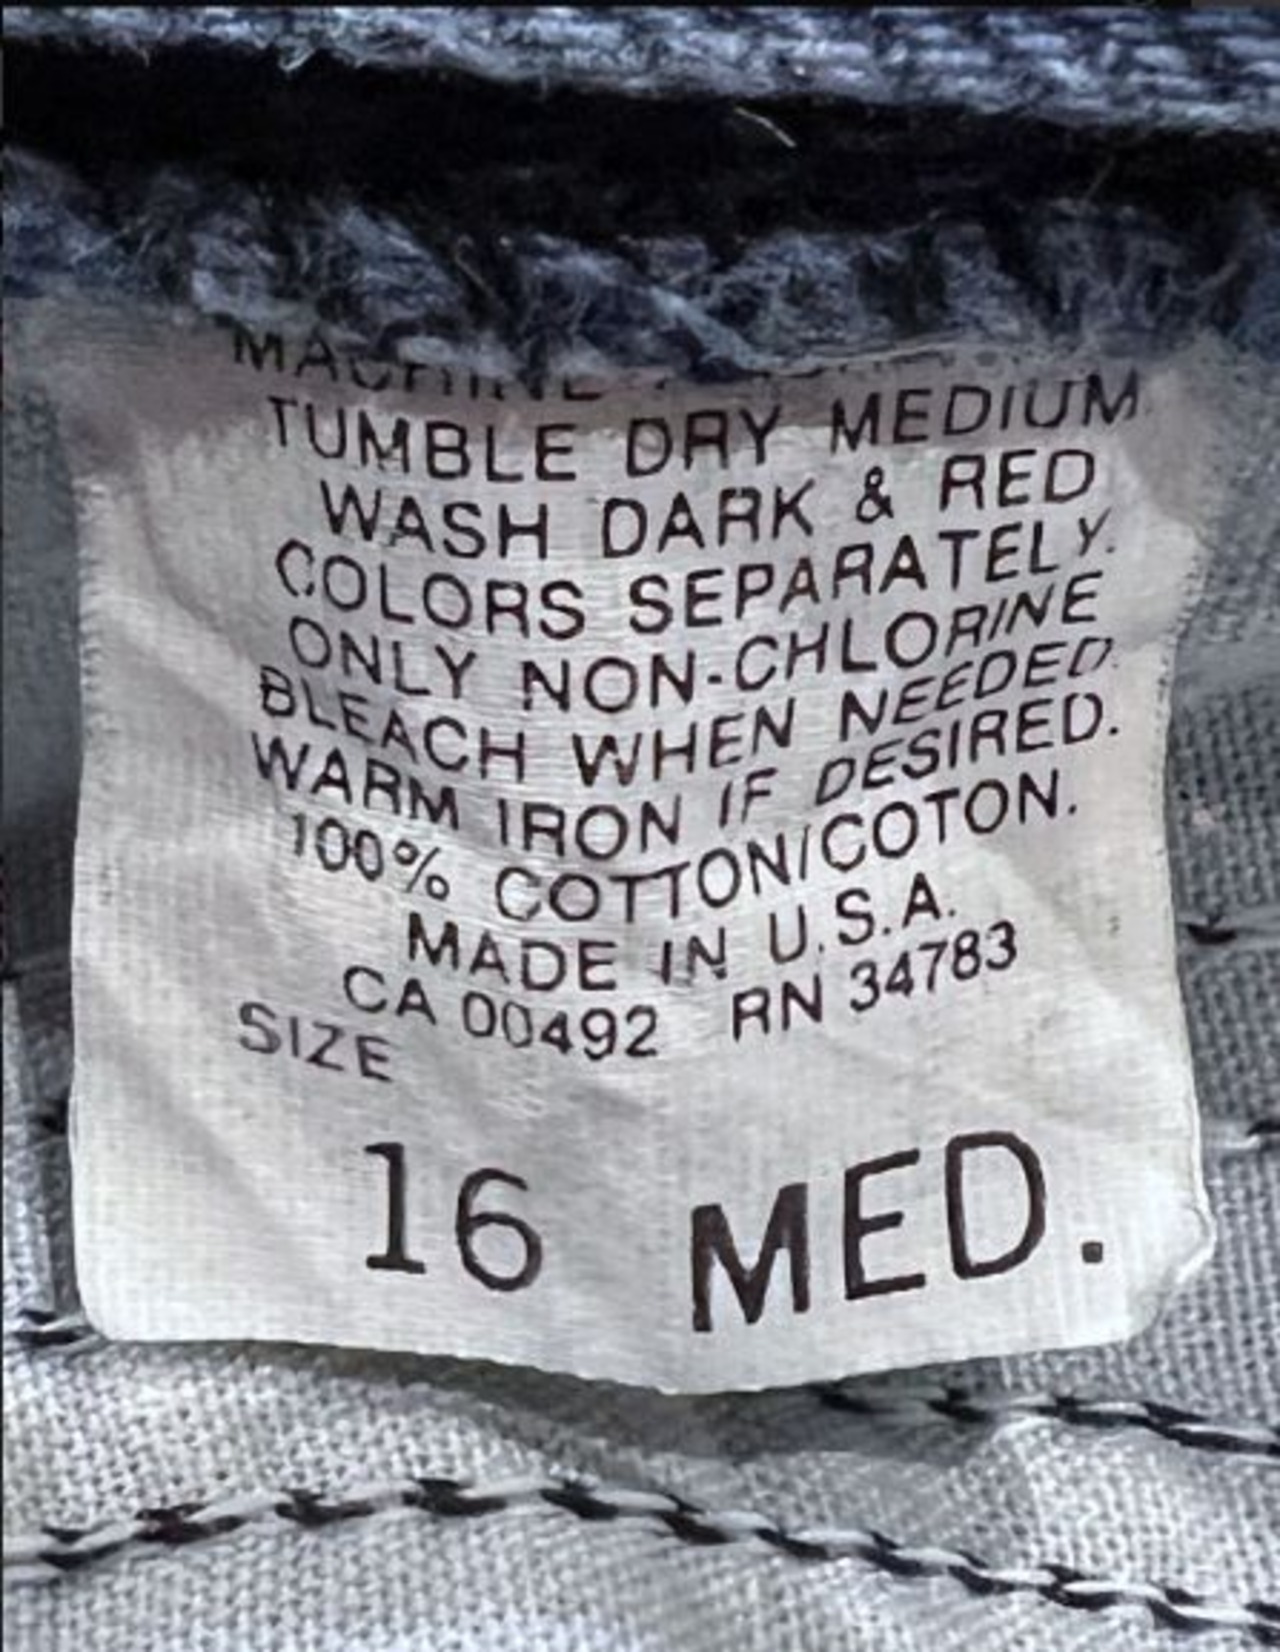 MACHINE
TUMBLE DRY MEDIUM.
WASH DARK & RED
COLORS SEPARATELY.
ONLY NON-CHLORINE
BLEACH WHEN NEEDED.
WARM IRON IF DESIRED.
100% COTTON/COTON.
MADE IN U.S.A.
CA 00492 RN 34783
SIZE
16 MED.